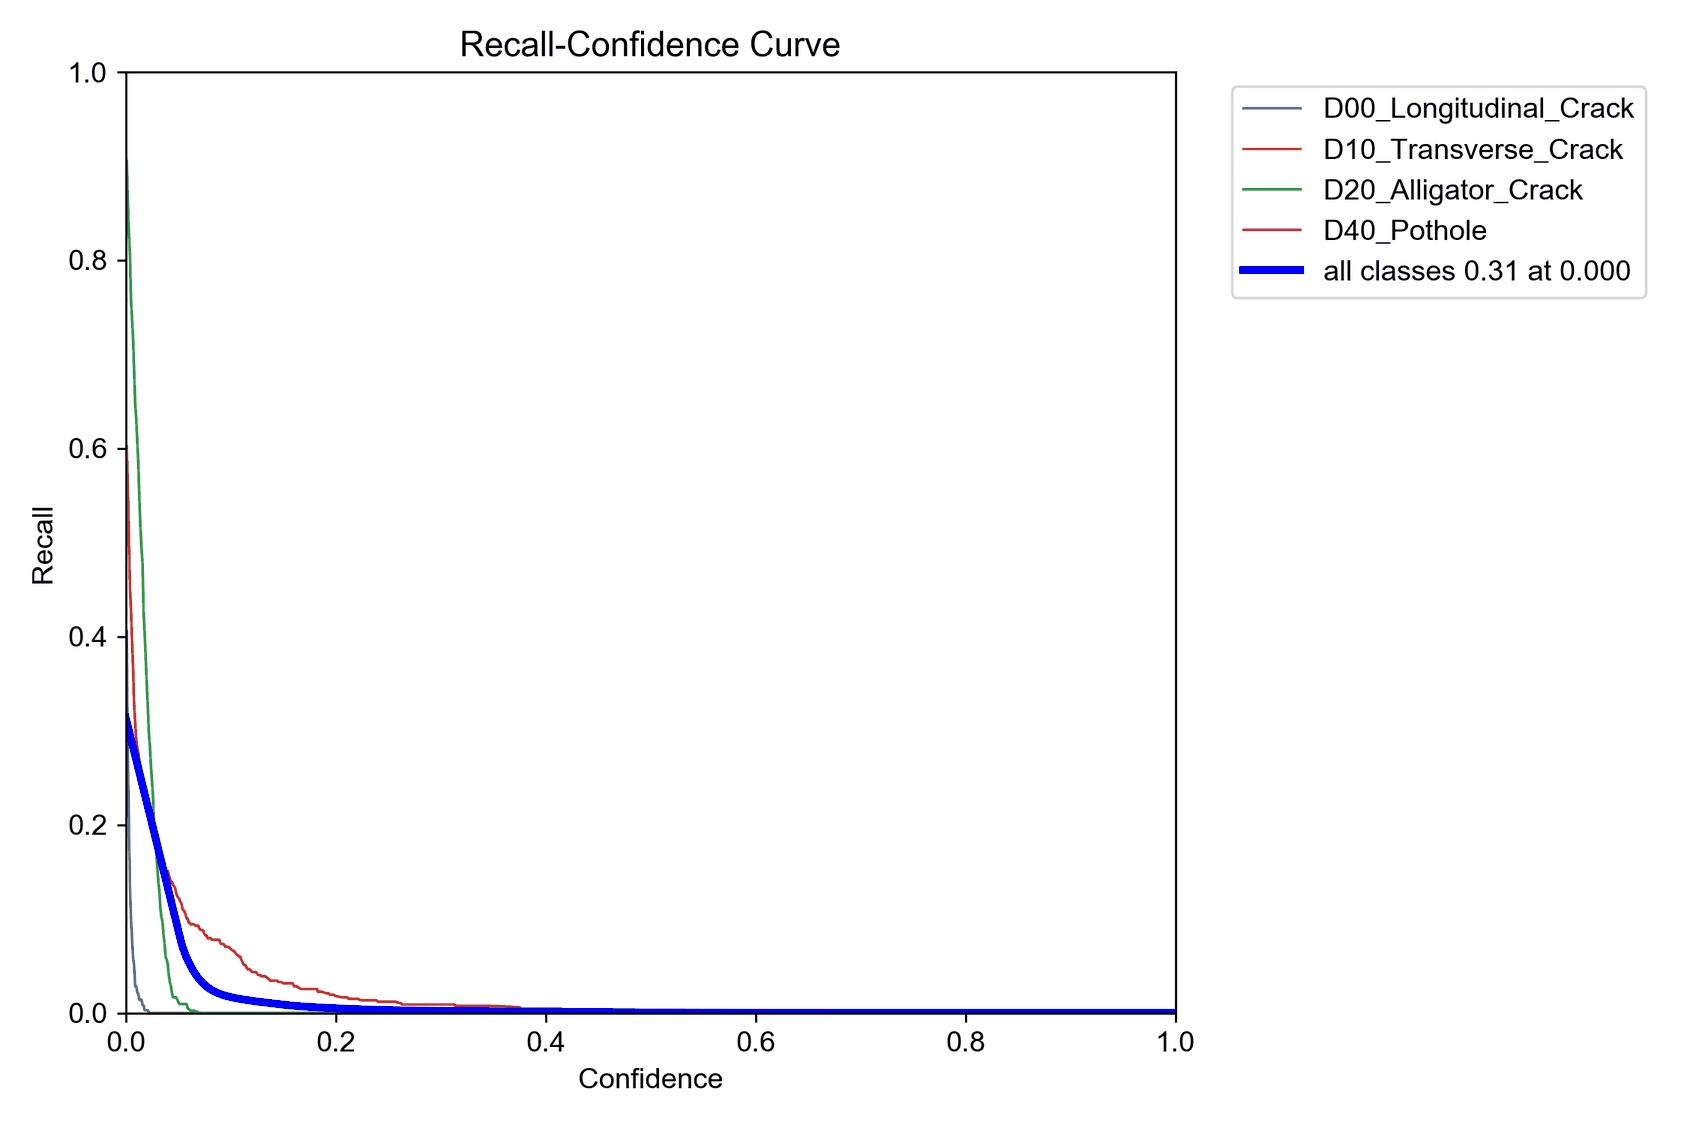 Recall-Confidence Curve
1.0
0.8
0.6
0.4
0.2
0.0
Recall
0.0 0.2 0.4 0.6 0.8 1.0
Confidence
D00_Longitudinal_Crack
D10_Transverse_Crack
D20_Alligator_Crack
D40_Pothole
all classes 0.31 at 0.000